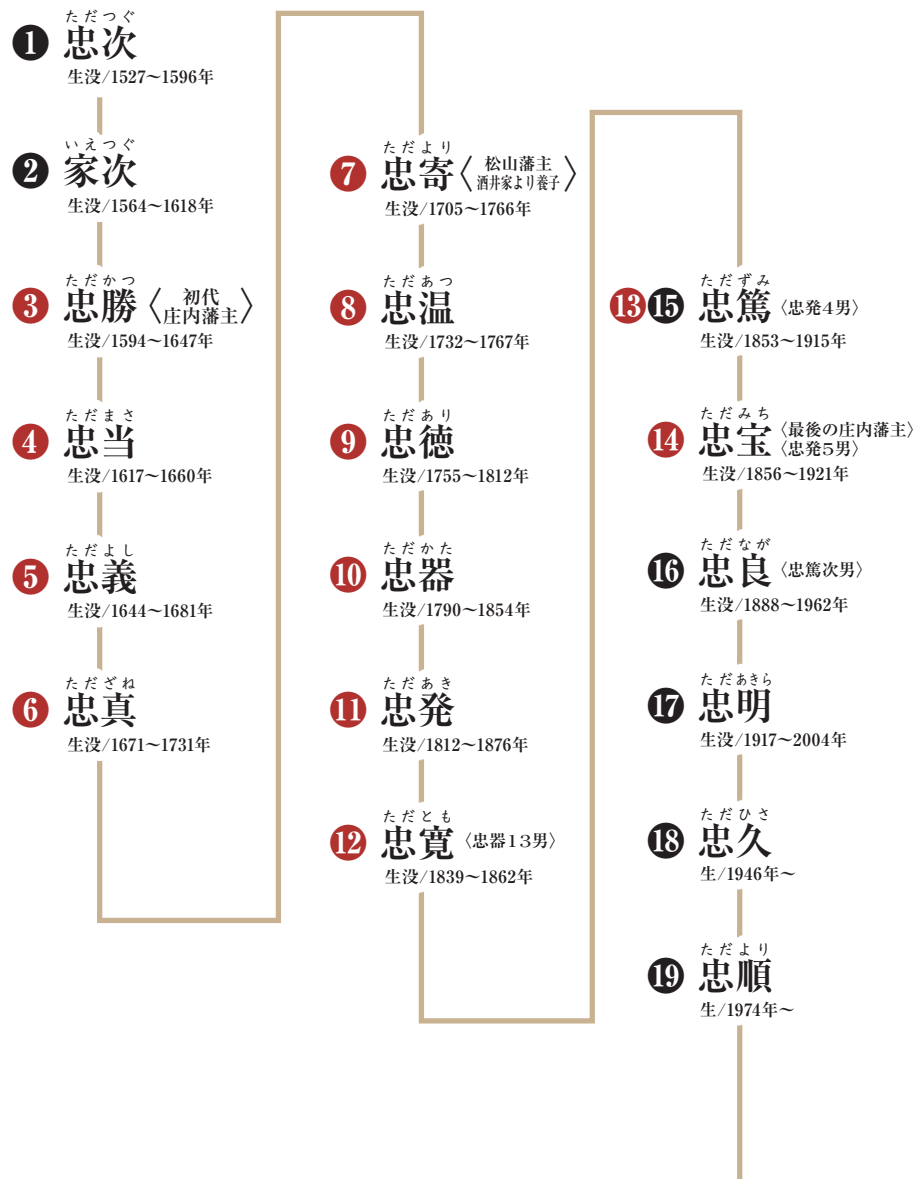 ただつぐ
❶ 忠次
生没/1527〜1596年
いえつぐ
❷ 家次
生没/1564〜1618年
ただかつ
❸ 忠勝〈初代
庄内藩主〉
生没/1594〜1647年
ただまさ
❹ 忠当
生没/1617〜1660年
ただよし
❺ 忠義
生没/1644〜1681年
ただざね
❻ 忠真
生没/1671〜1731年
ただより
❼ 忠寄〈松山藩主
酒井家より養子〉
生没/1705〜1766年
ただあつ
❽ 忠温
生没/1732〜1767年
ただあり
❾ 忠徳
生没/1755〜1812年
ただかた
❿ 忠器
生没/1790〜1854年
ただあき
⓫ 忠発
生没/1812〜1876年
ただとも
⓬ 忠寛〈忠器13男〉
生没/1839〜1862年
ただずみ
⓭⓯ 忠篤〈忠発4男〉
生没/1853〜1915年
ただみち
⓮ 忠宝〈最後の庄内藩主〉
〈忠発5男〉
生没/1856〜1921年
ただなが
⓰ 忠良〈忠篤次男〉
生没/1888〜1962年
ただあきら
⓱ 忠明
生没/1917〜2004年
ただひさ
⓲ 忠久
生/1946年〜
ただより
⓳ 忠順
生/1974年〜